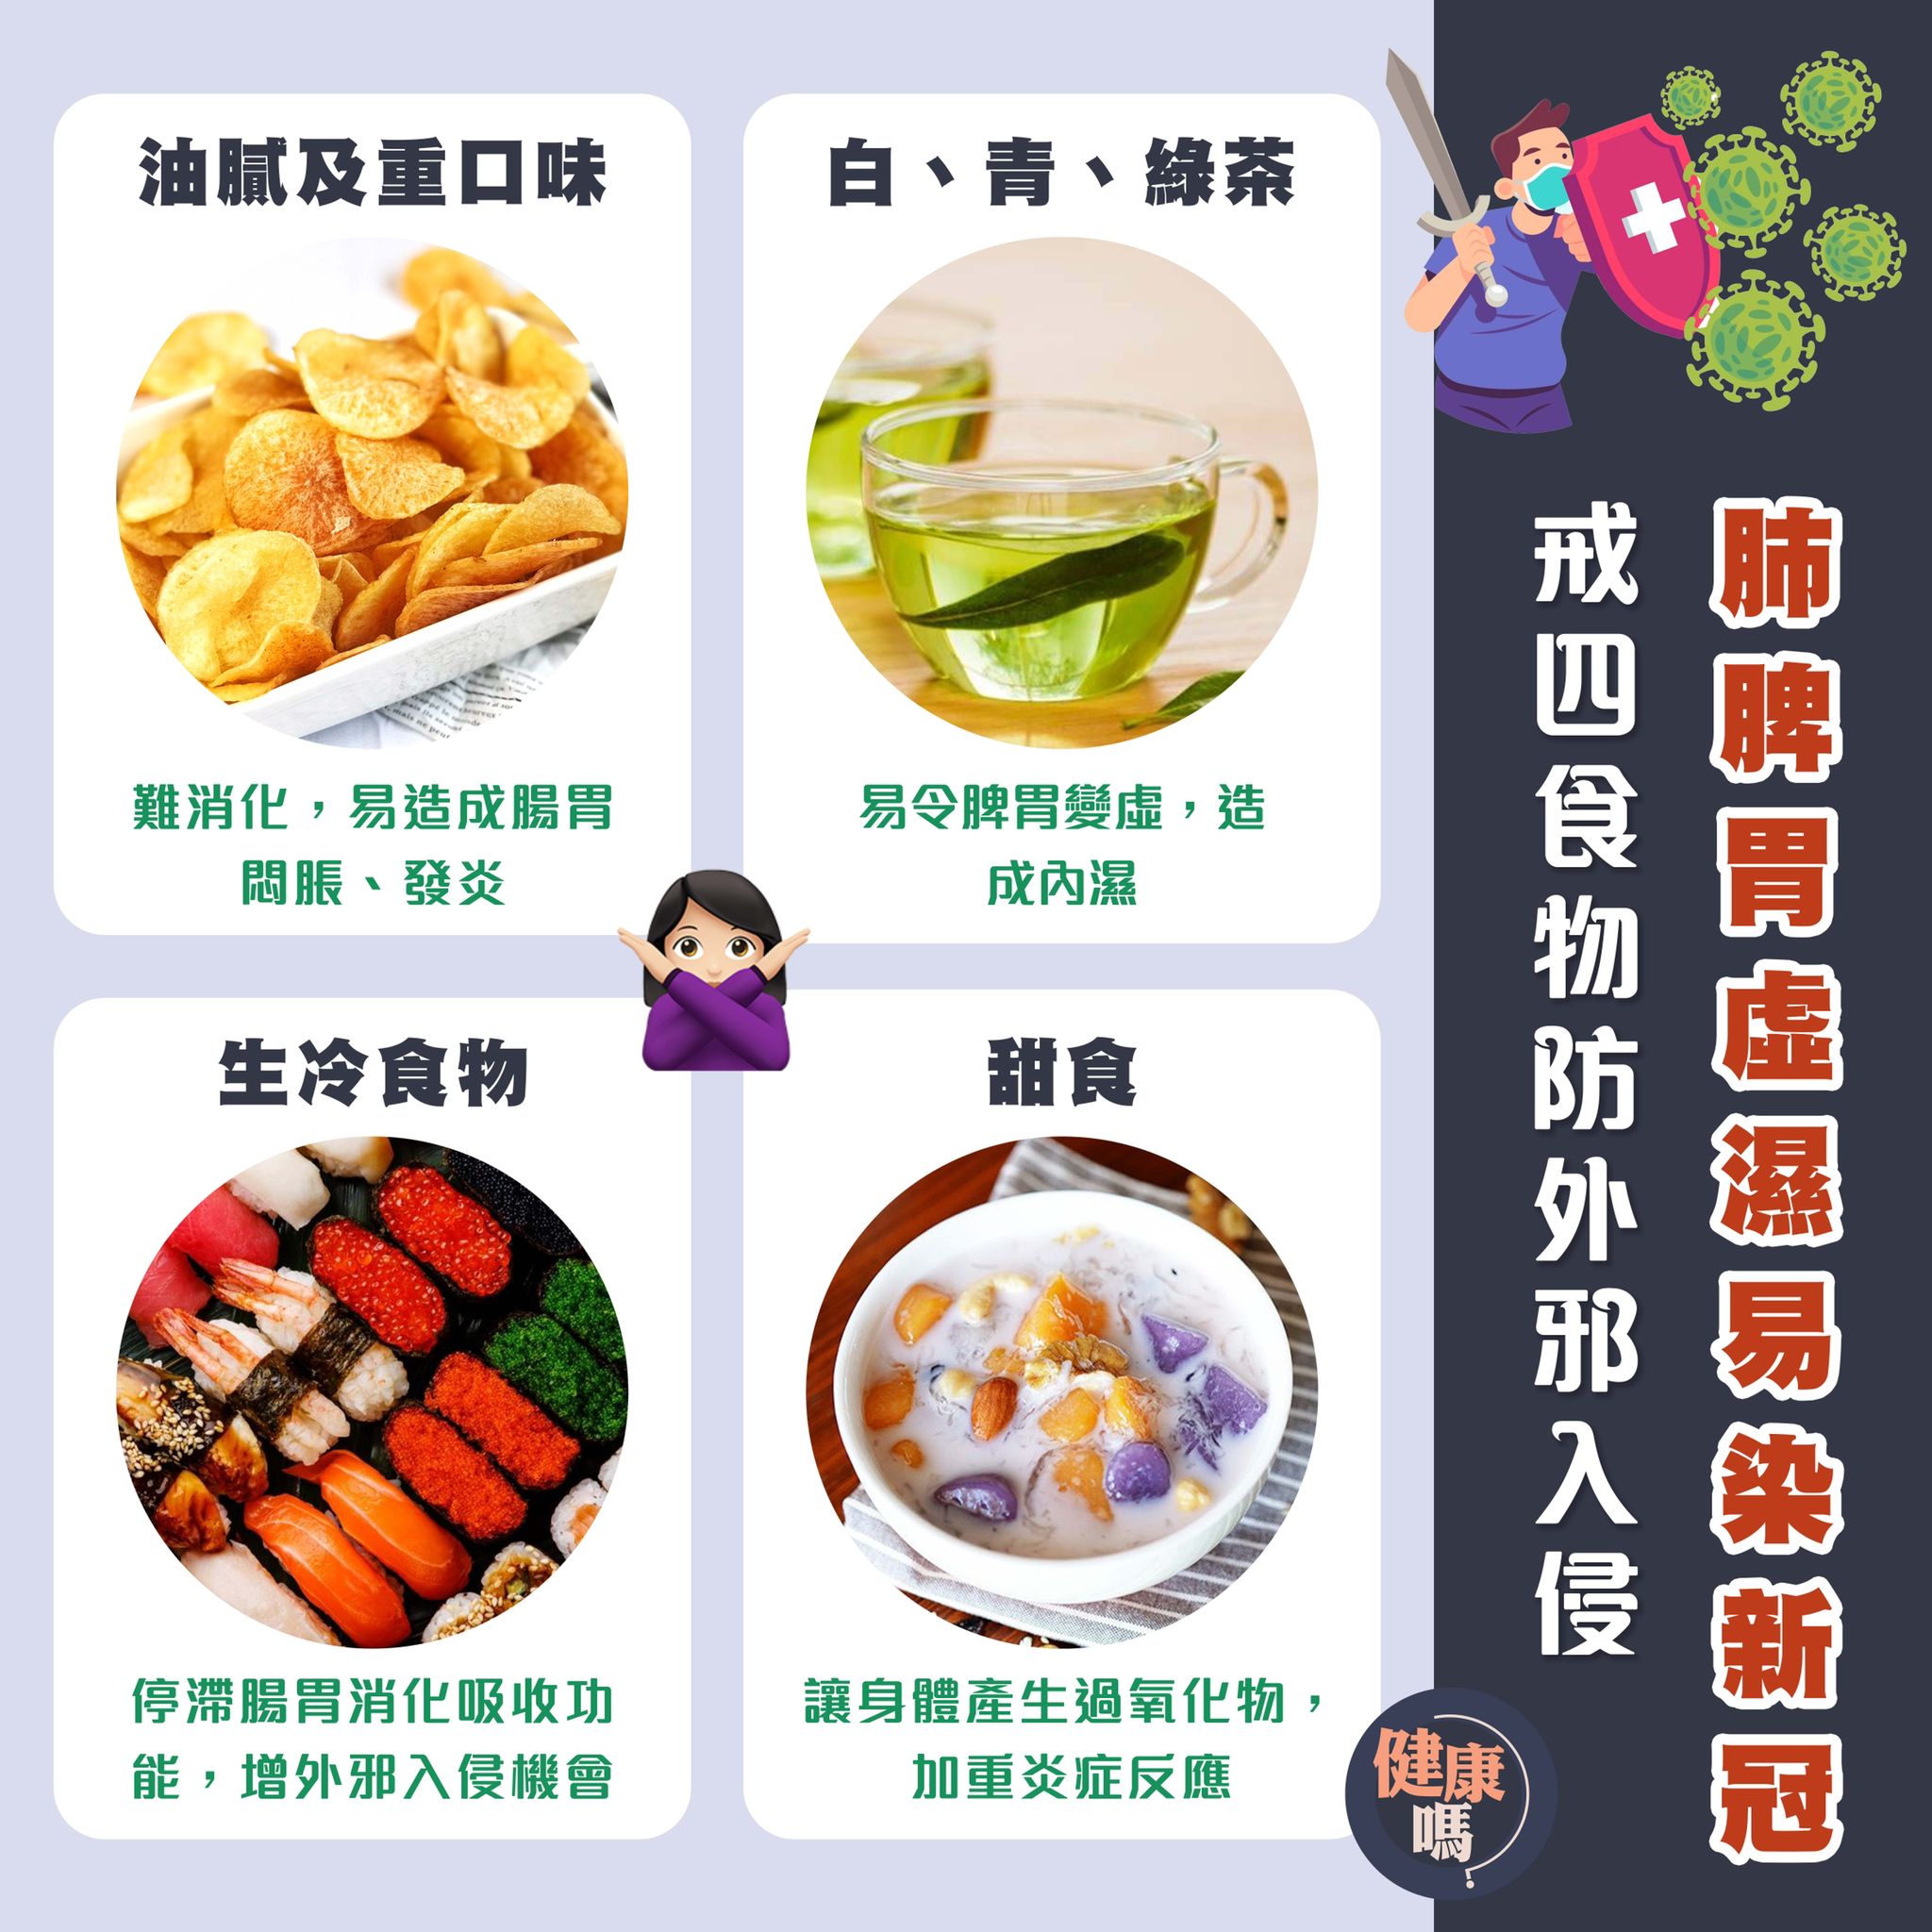 肺脾胃虛濕易染新冠
戒四食物防外邪入侵
油膩及重口味
難消化，易造成腸胃
悶脹、發炎
白、青、綠茶
易令脾胃變虛，造
成內濕
生冷食物
停滯腸胃消化吸收功
能，增外邪入侵機會
甜食
讓身體產生過氧化物，
加重炎症反應
健康
嗎?